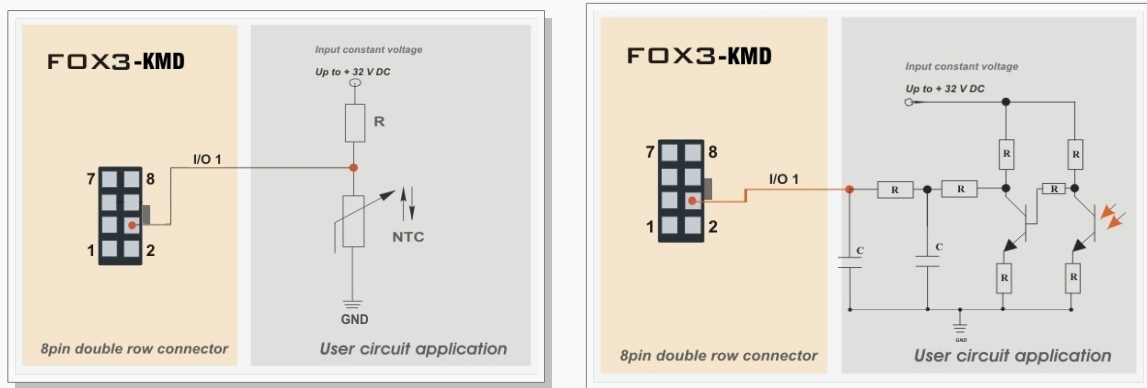 FOX3-KMD
Input constant voltage
Up to + 32 V DC
R
I/O 1
7 8
1 2
NTC
GND
8pin double row connector
User circuit application
FOX3-KMD
Input constant voltage
Up to + 32 V DC
7 8
R
R
I/O 1
R
R
R
1 2
C
C
R
R
GND
8pin double row connector
User circuit application